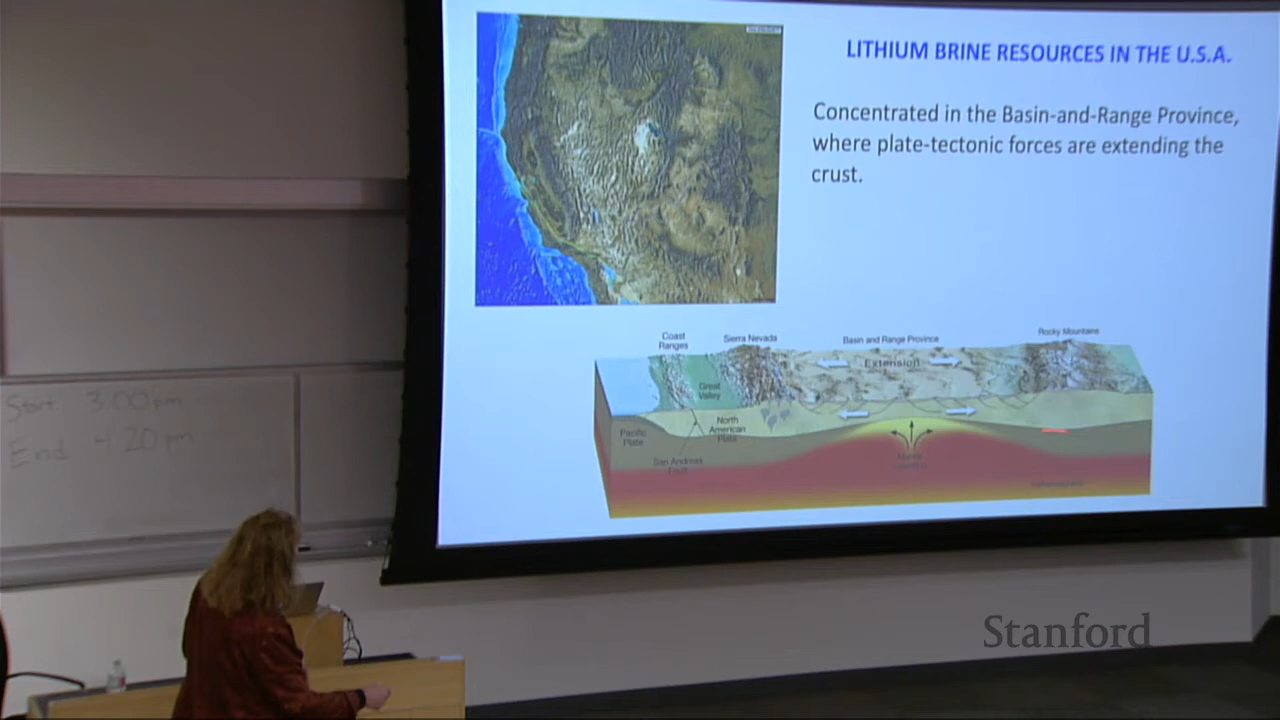 LITHIUM BRINE RESOURCES IN THE U.S.A.
Concentrated in the Basin-and-Range Province,
where plate-tectonic forces are extending the
crust.
Coast
Ranges
Sierra Nevada
Basin and Range Province
Rocky Mountains
Extension
Great
Valley
North
American
Plate
Pacific
Plate
San Andreas
Fault
Start 3:00 pm
End 4:20 pm
Stanford